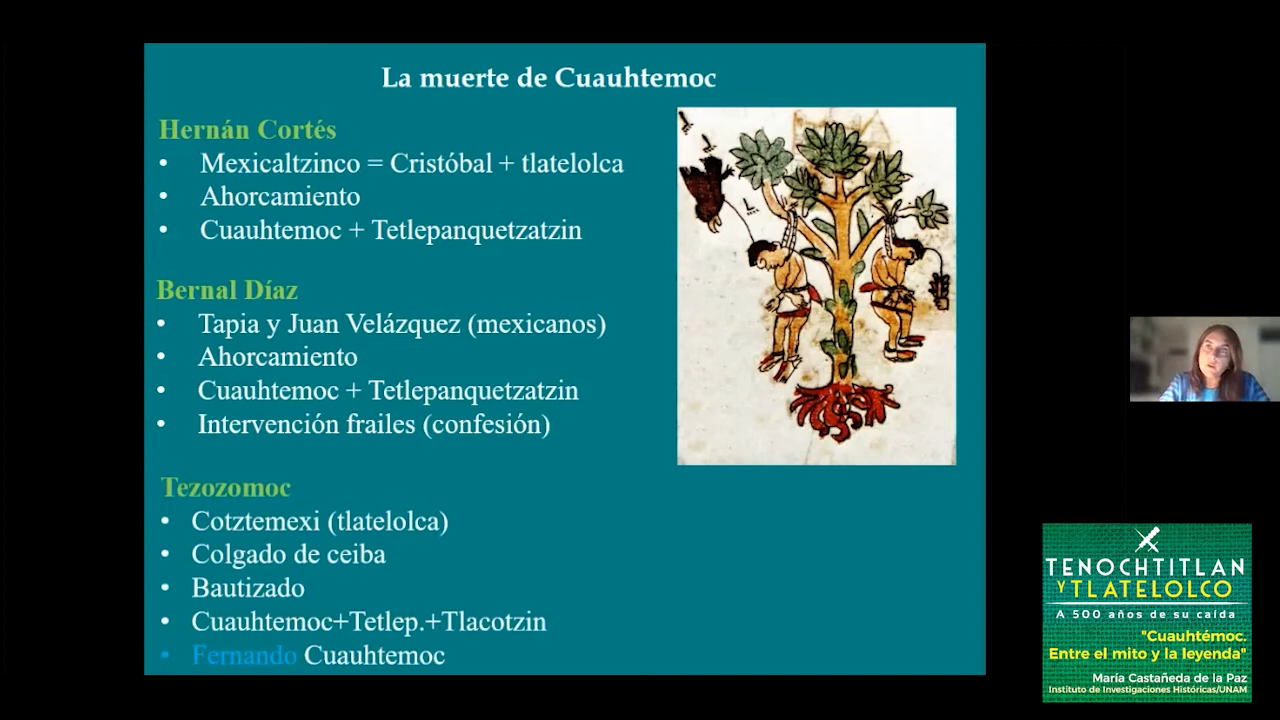 La muerte de Cuauhtemoc
Hernán Cortés
• Mexicaltzinco = Cristóbal + tlatelolca
• Ahorcamiento
• Cuauhtemoc + Tetlepanquetzatzin
Bernal Díaz
• Tapia y Juan Velázquez (mexicanos)
• Ahorcamiento
• Cuauhtemoc + Tetlepanquetzatzin
• Intervención frailes (confesión)
Tezozomoc
• Cotztemexi (tlatelolca)
• Colgado de ceiba
• Bautizado
• Cuauhtemoc+Tetlep.+Tlacotzin
• Fernando Cuauhtemoc
TENOCHTITLAN
Y TLATELOLCO
A 500 años de su caída
"Cuauhtémoc.
Entre el mito y la leyenda"
María Castañeda de la Paz
Instituto de Investigaciones Históricas/UNAM